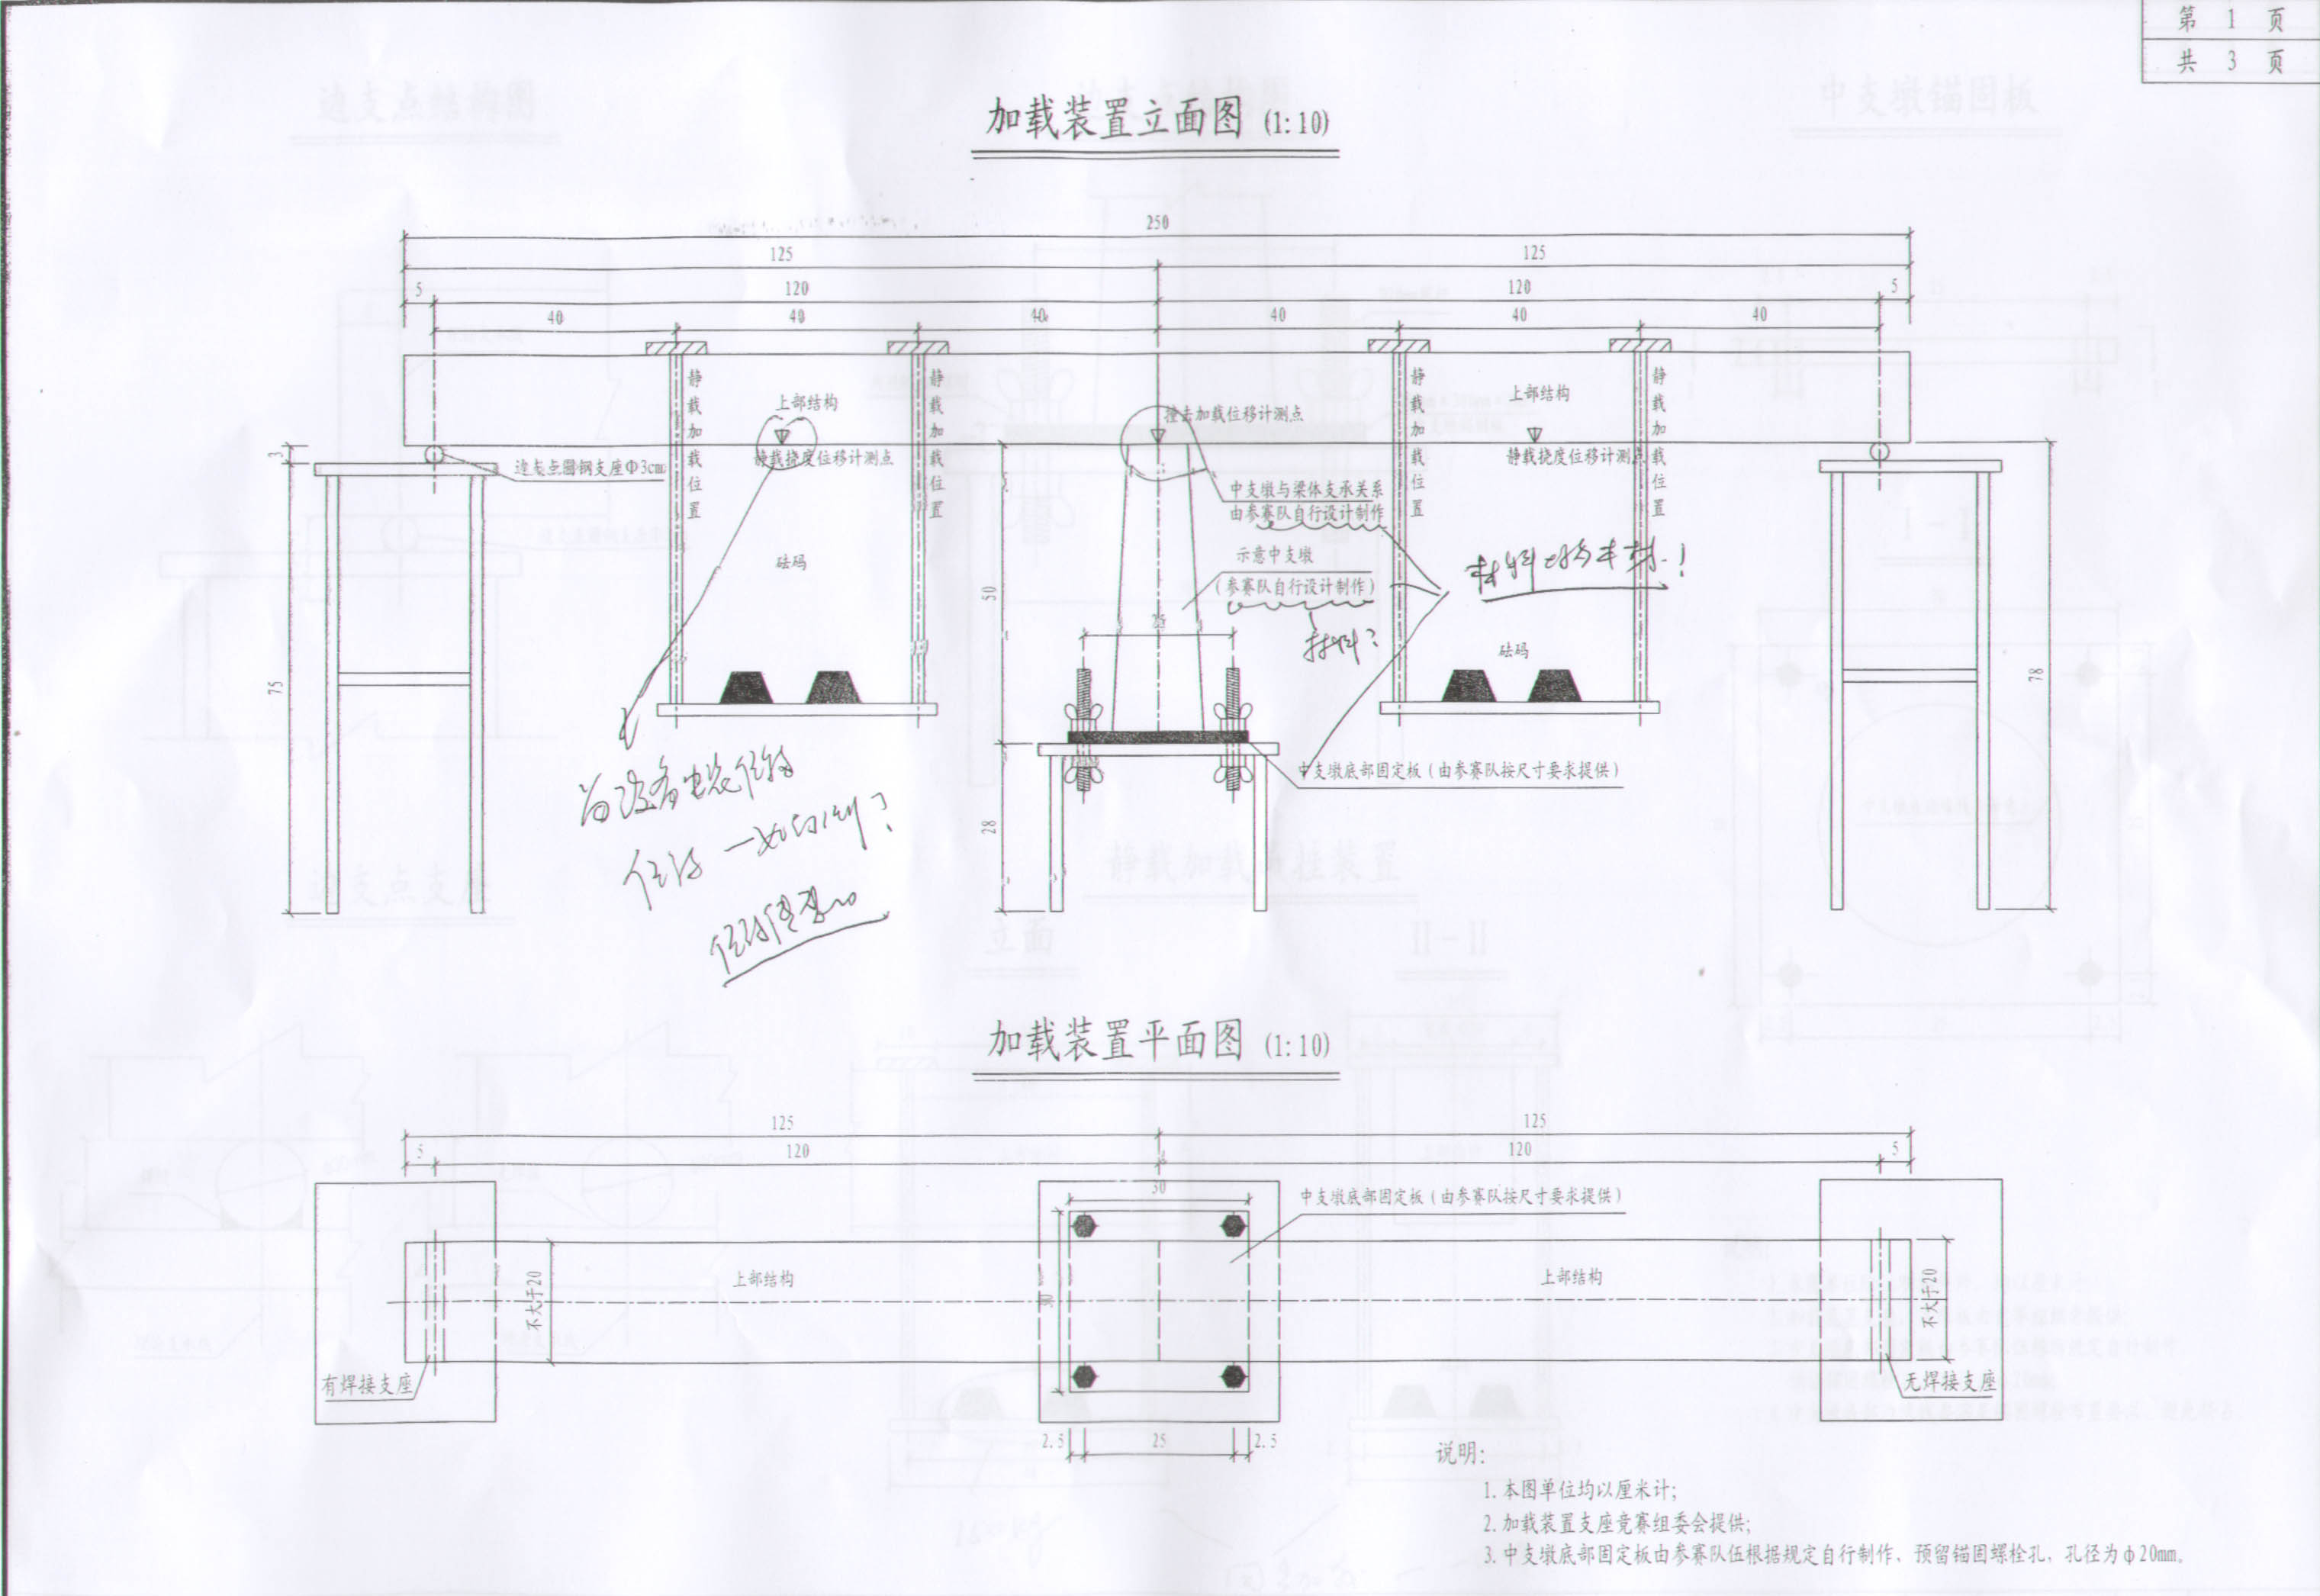 第 1 页
共 3 页
加载装置立面图 (1:10)
250
125 125
5 120 120 5
40 40 40 40 40 40
静载加载位置
静载加载位置
静载加载位置
静载加载位置
上部结构
上部结构
撞击加载位移计测点
静载挠度位移计测点
静载挠度位移计测点
3
边支点圆钢支座Φ3cm
中支墩与梁体支承关系
由参赛队自行设计制作
示意中支墩
(参赛队自行设计制作)
砝码
砝码
50
25
75
78
28
材料?
中支墩底部固定板(由参赛队按尺寸要求提供)
加载装置平面图 (1:10)
125 125
5 120 120 5
30
中支墩底部固定板(由参赛队按尺寸要求提供)
上部结构
上部结构
不大于20
30
不大于20
有焊接支座
无焊接支座
2.5 25 2.5
说明:
1.本图单位均以厘米计;
2.加载装置支座竞赛组委会提供;
3.中支墩底部固定板由参赛队伍根据规定自行制作，预留锚固螺栓孔，孔径为φ20mm。